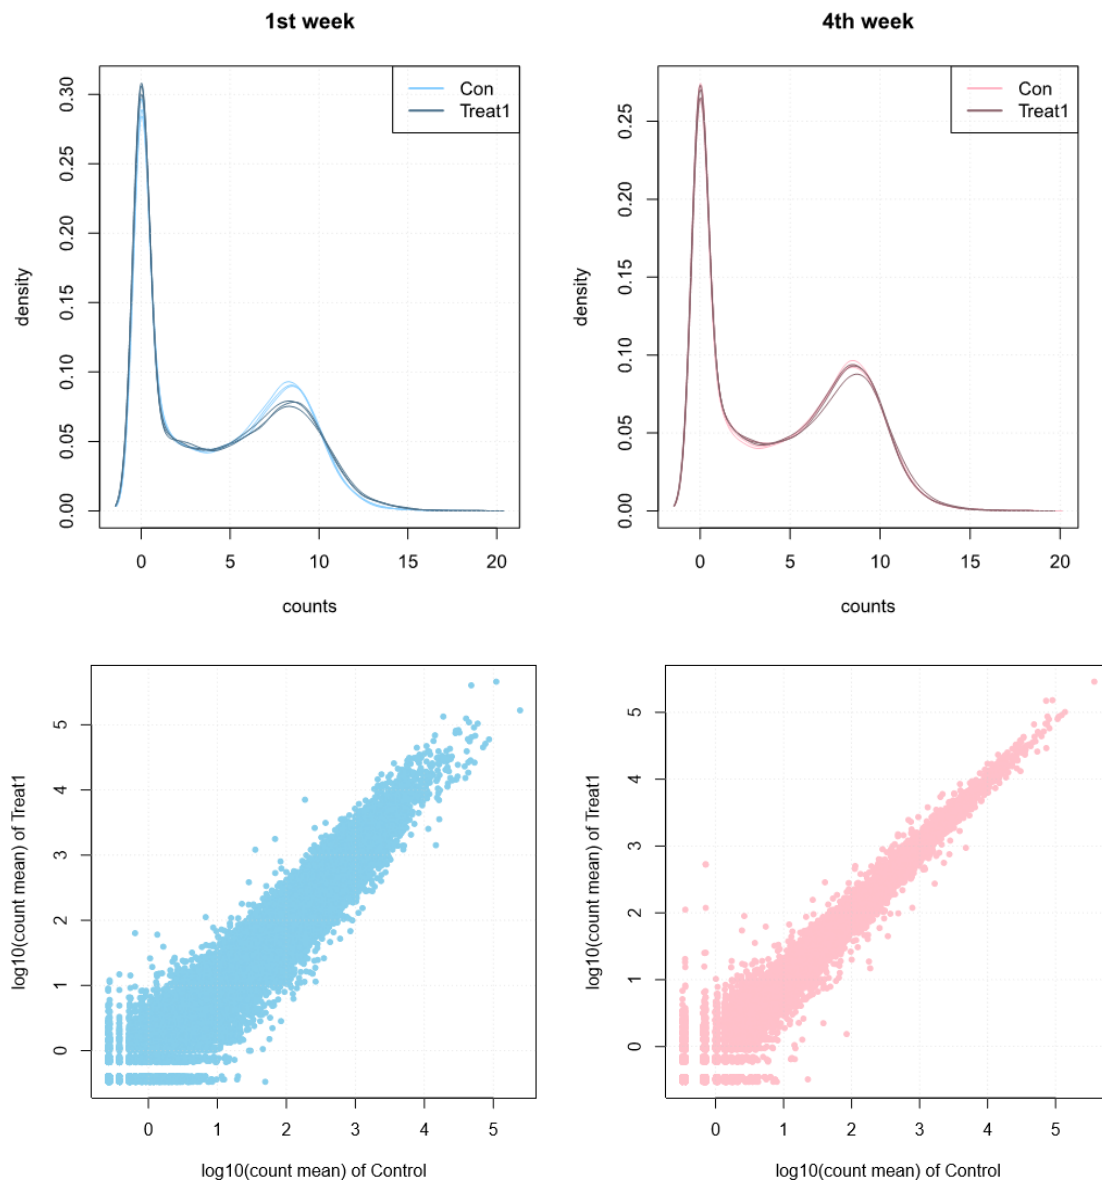 1st week
4th week
Con
Treat1
Con
Treat1
density
0.00 0.05 0.10 0.15 0.20 0.25 0.30
0 5 10 15 20
counts
density
0.00 0.05 0.10 0.15 0.20 0.25
0 5 10 15 20
counts
log10(count mean) of Treat1
0 1 2 3 4 5
0 1 2 3 4 5
log10(count mean) of Control
log10(count mean) of Treat1
0 1 2 3 4 5
0 1 2 3 4 5
log10(count mean) of Control